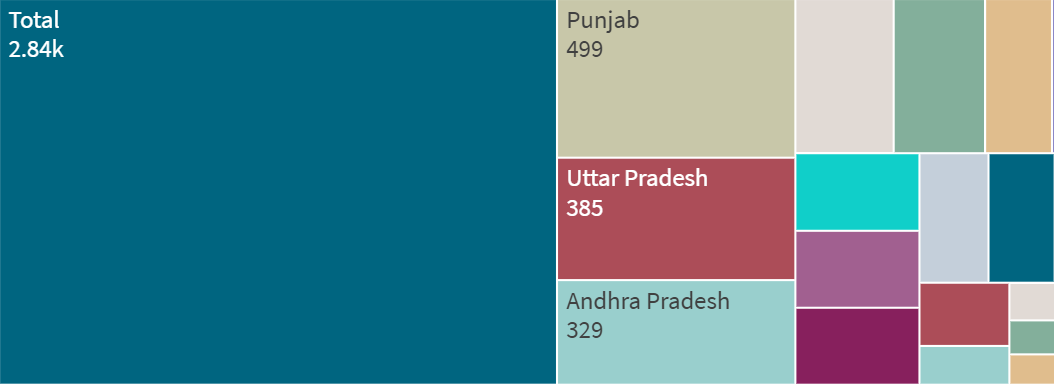 Total
2.84k
Punjab
499
Uttar Pradesh
385
Andhra Pradesh
329